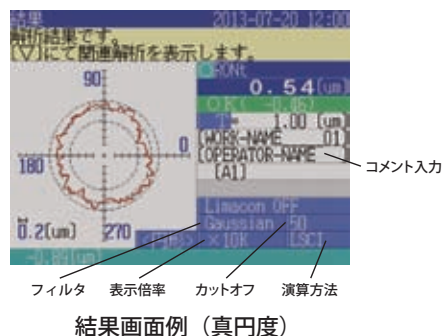 結果 2013-07-20 12:00
解析結果です。
[▽]にて関連解析を表示します。
RONt
0.54(um)
OK( -0.46)
1.00 (um)
[WORK-NAME 01]
[OPERATOR-NAME ]
[A1]
90
180
0
270
0.2(um)
Limacon OFF
Gaussian 50
×10K LSCI
コメント入力
フィルタ 表示倍率 カットオフ 演算方法
結果画面例（真円度）